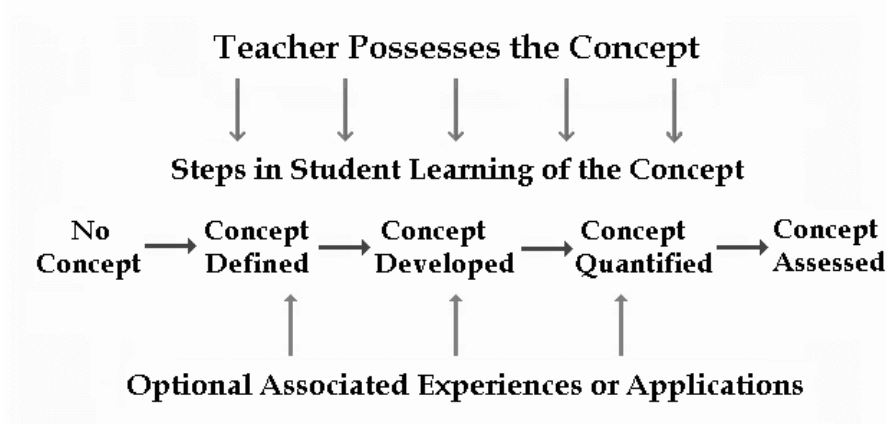 Teacher Possesses the Concept
Steps in Student Learning of the Concept
No Concept
Concept Defined
Concept Developed
Concept Quantified
Concept Assessed
Optional Associated Experiences or Applications